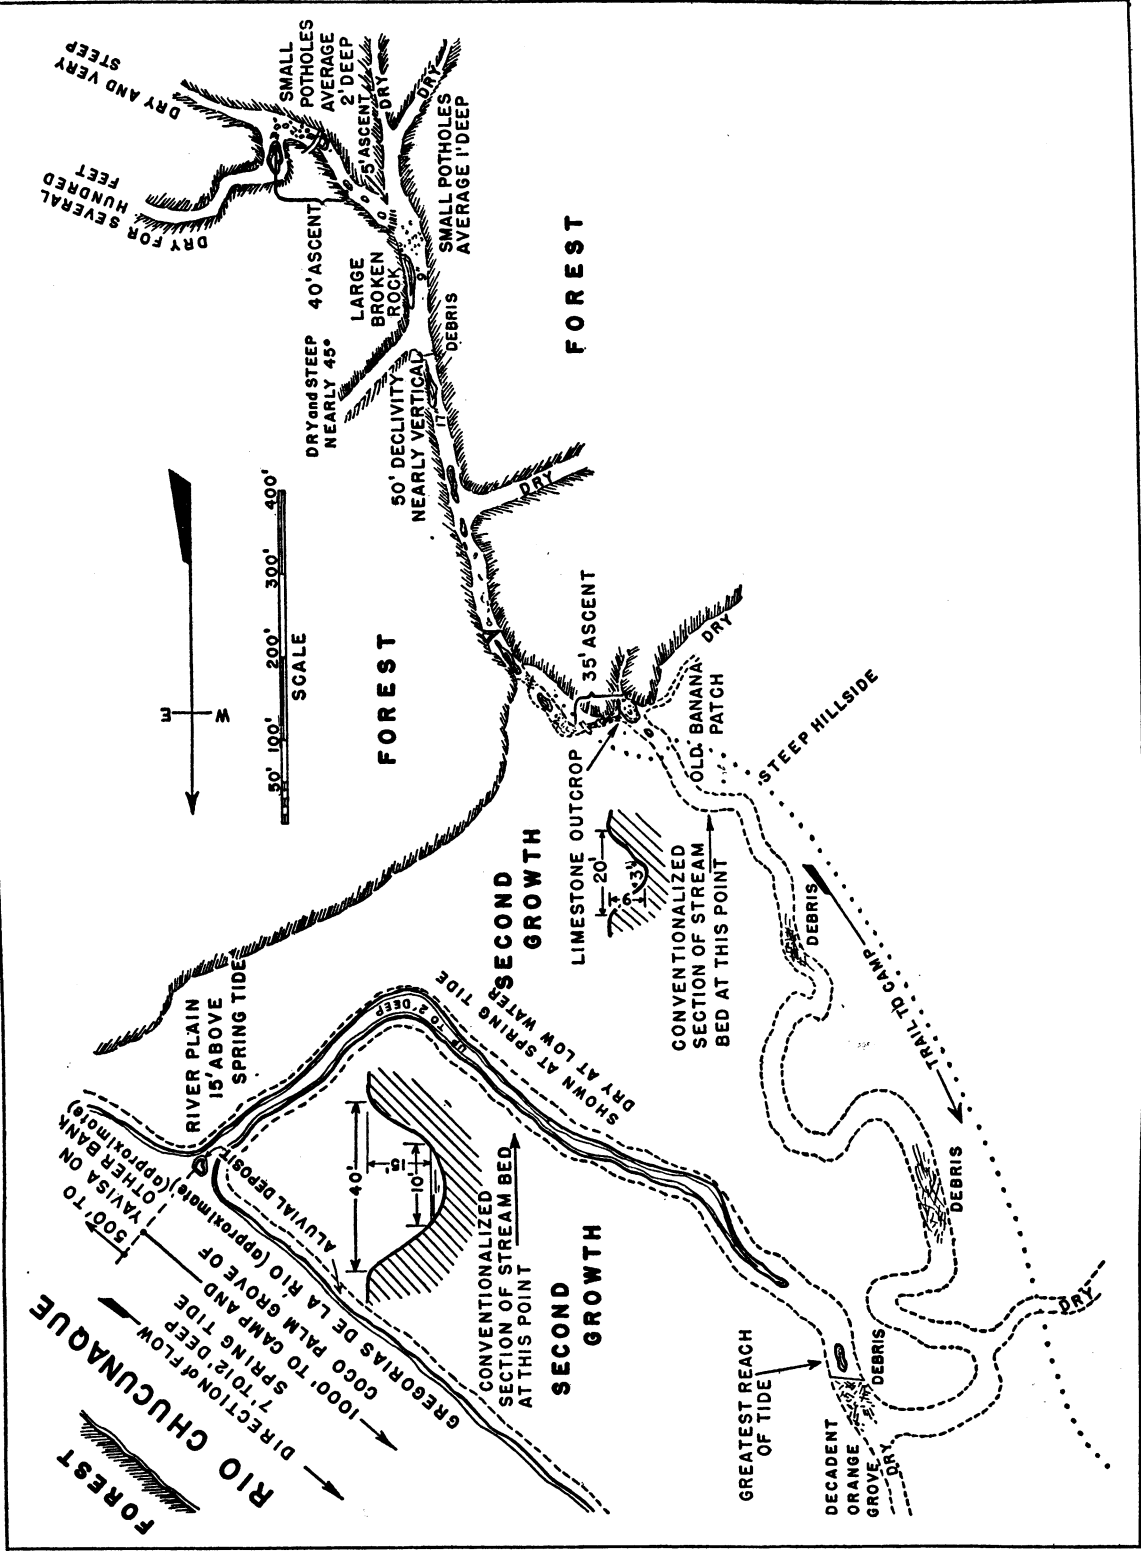 FOREST
RIO CHUCUNAQUE
DIRECTION of FLOW
7' TO 12' DEEP
SPRING TIDE
500' TO
YAVISA ON
OTHER BANK
(approximate)
1000' TO CAMP AND
COCO PALM GROVE OF
GREGORIAS DE LA RIO (approximate)
ALUVIAL DEPOSIT
RIVER PLAIN
15' ABOVE
SPRING TIDE
UP TO 2' DEEP
SHOWN AT SPRING TIDE
DRY AT LOW WATER
40'
10'
CONVENTIONALIZED
SECTION OF STREAM BED
AT THIS POINT
SECOND
GROWTH
GREATEST REACH
OF TIDE
DECADENT
ORANGE
GROVE
DRY
DEBRIS
DRY
DEBRIS
TRAIL TO CAMP
DEBRIS
STEEP HILLSIDE
SECOND
GROWTH
LIMESTONE OUTCROP
20'
6'
3"
CONVENTIONALIZED
SECTION OF STREAM
BED AT THIS POINT
OLD BANANA
PATCH
DRY
35' ASCENT
E
W
50'
100'
200'
300'
400'
SCALE
FOREST
DRY
50' DECLIVITY
NEARLY VERTICAL
17"
DEBRIS
DRY and STEEP
NEARLY 45°
FOREST
LARGE
BROKEN
ROCK
9"
40' ASCENT
SMALL POTHOLES
AVERAGE 1' DEEP
5' ASCENT
DRY
DRY
SMALL
POTHOLES
AVERAGE
2' DEEP
DRY FOR SEVERAL
HUNDRED
FEET
DRY AND VERY
STEEP